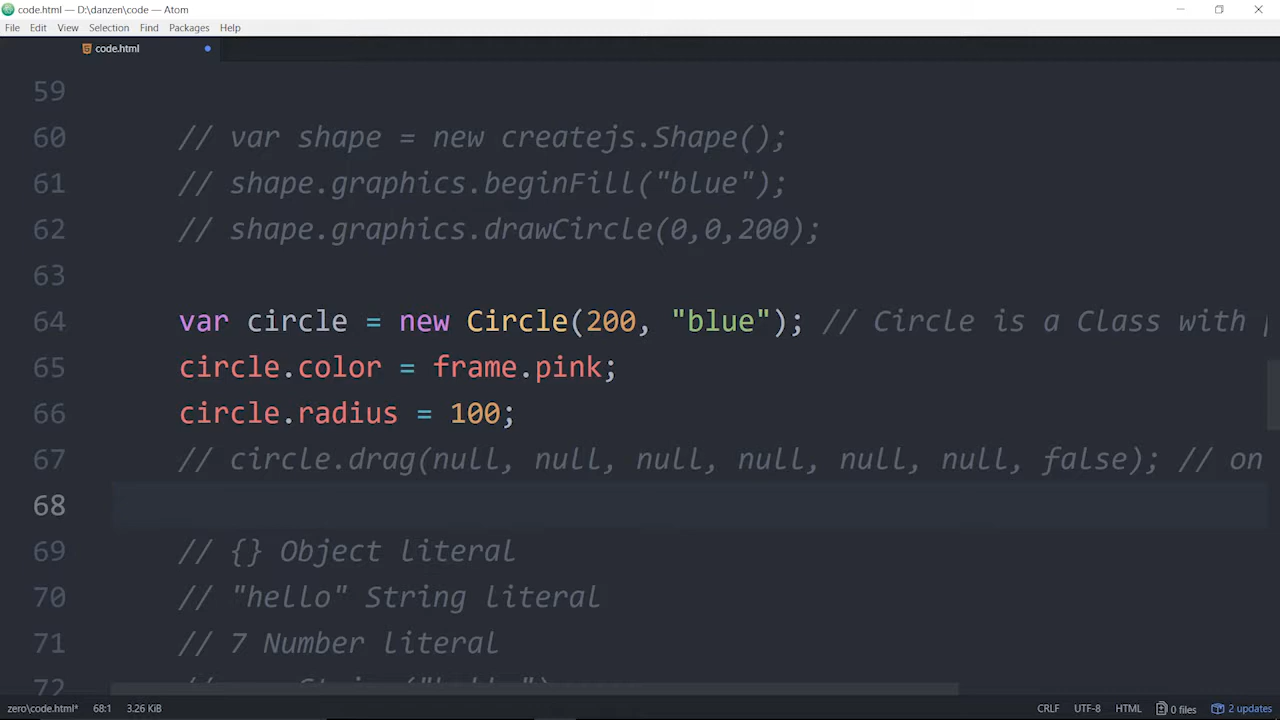 code.html — D:\danzen\code — Atom
File Edit View Selection Find Packages Help
code.html
59
60 // var shape = new createjs.Shape();
61 // shape.graphics.beginFill("blue");
62 // shape.graphics.drawCircle(0,0,200);
63
64 var circle = new Circle(200, "blue"); // Circle is a Class with
65 circle.color = frame.pink;
66 circle.radius = 100;
67 // circle.drag(null, null, null, null, null, null, false); // on
68
69 // {} Object literal
70 // "hello" String literal
71 // 7 Number literal
72
zero\code.html* 68:1 3.26 KiB CRLF UTF-8 HTML 0 files 2 updates